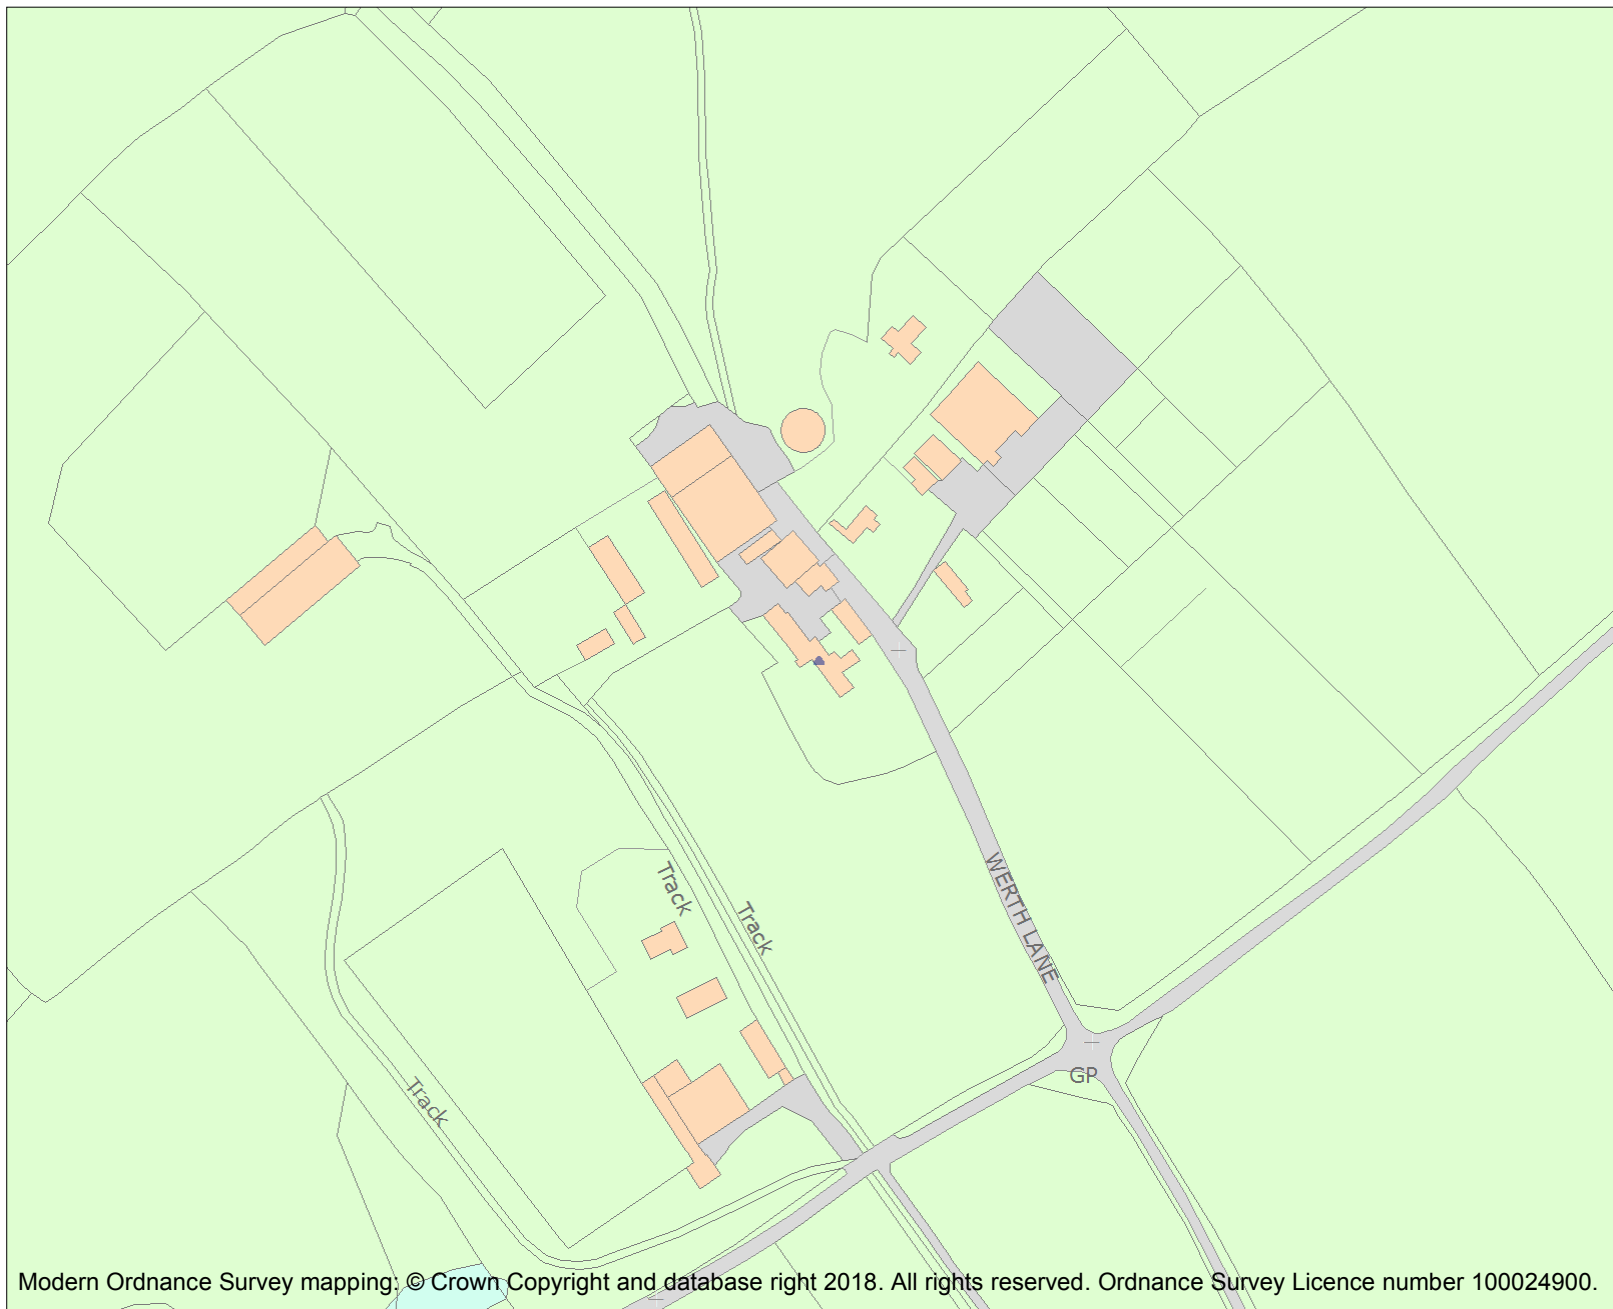 Track
Track
WERTH LANE
GP
Track
Modern Ordnance Survey mapping: © Crown Copyright and database right 2018. All rights reserved. Ordnance Survey Licence number 100024900.